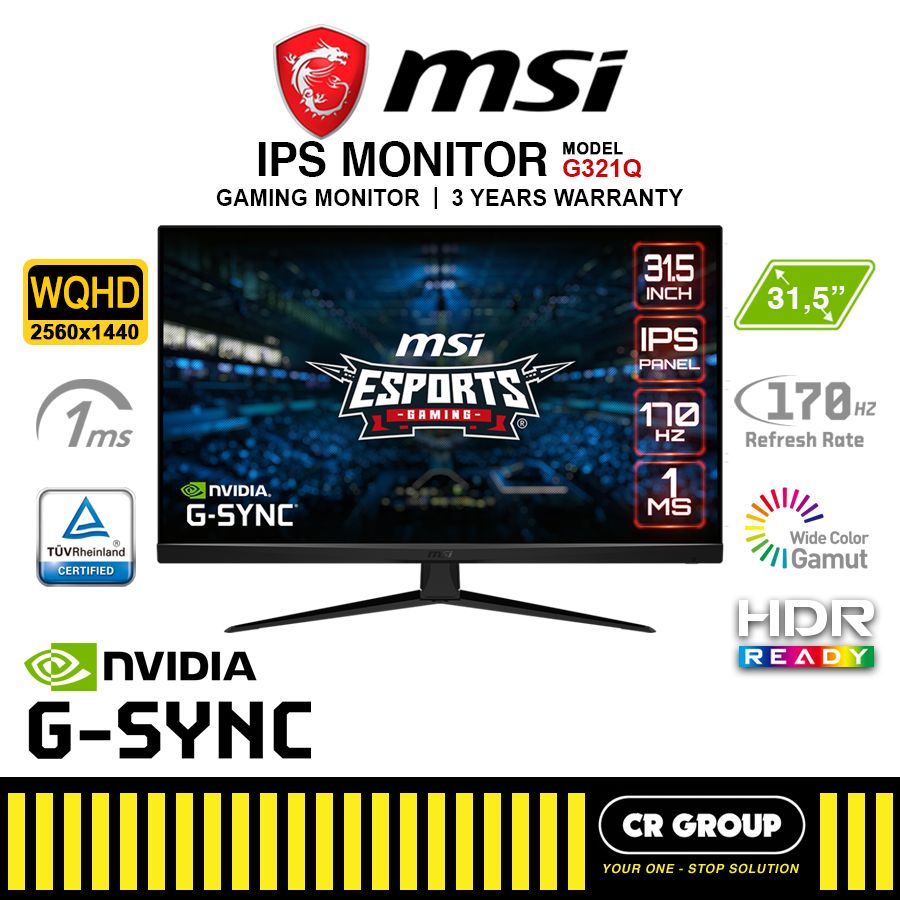 msi
IPS MONITOR
MODEL
G321Q
GAMING MONITOR | 3 YEARS WARRANTY
WQHD
2560x1440
1ms
TÜVRheinland
CERTIFIED
msi
ESPORTS
-GAMING-
®
NVIDIA.
G-SYNC
31.5
INCH
IPS
PANEL
170
HZ
1
MS
msi
31,5”
170HZ
Refresh Rate
Wide Color
Gamut
HDR
READY
NVIDIA
G-SYNC
CR GROUP
YOUR ONE - STOP SOLUTION